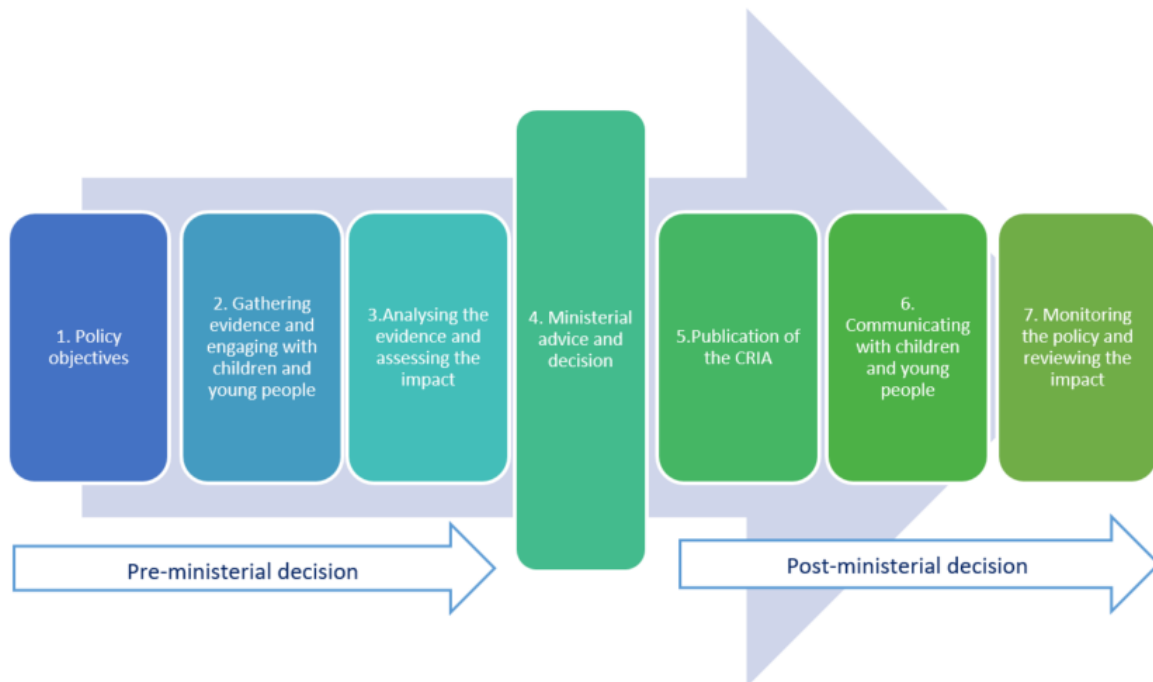 1. Policy
objectives
2. Gathering
evidence and
engaging with
children and
young people
3.Analysing the
evidence and
assessing the
impact
4. Ministerial
advice and
decision
5.Publication of
the CRIA
6.
Communicating
with children
and young
people
7. Monitoring
the policy and
reviewing the
impact
Pre-ministerial decision
Post-ministerial decision